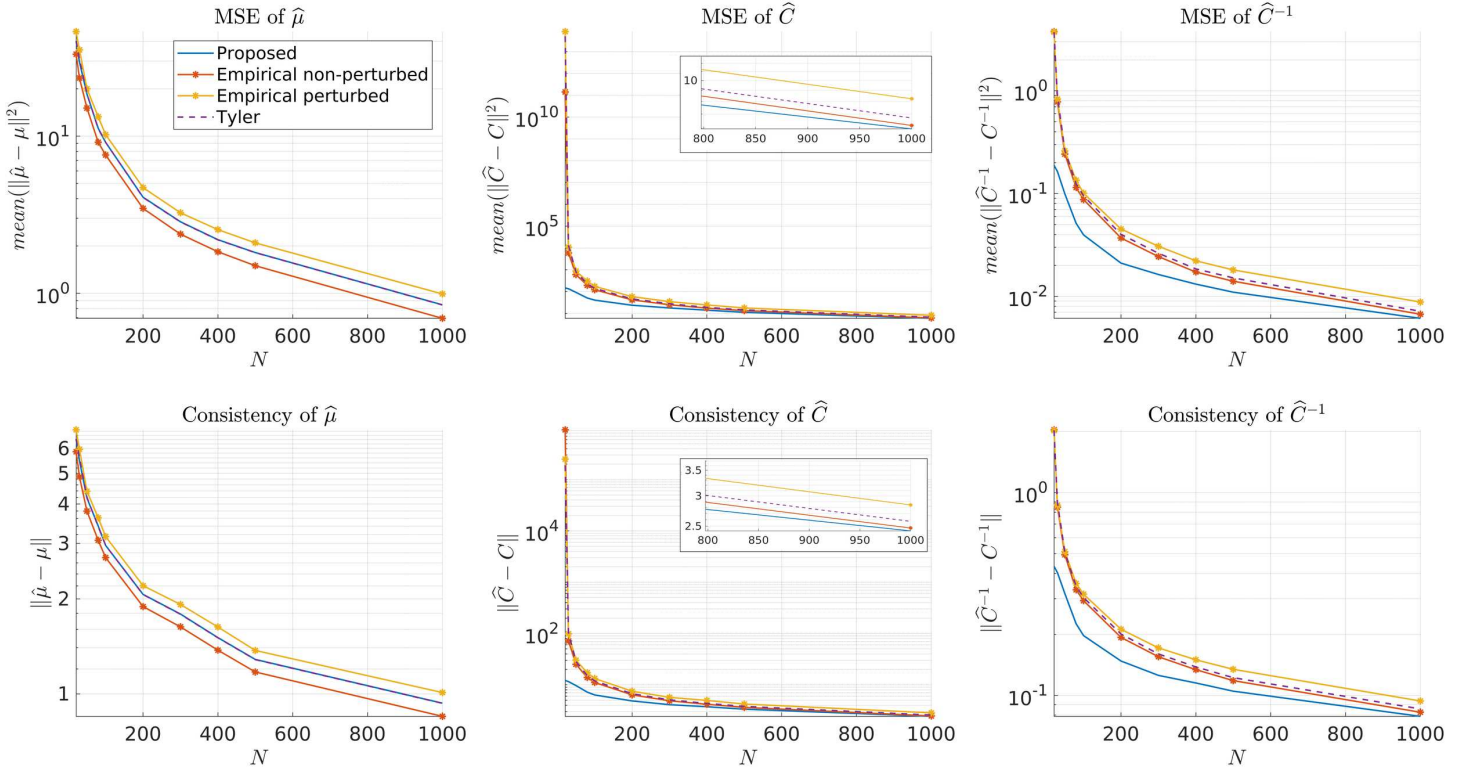 MSE of μ̂
Proposed
Empirical non-perturbed
Empirical perturbed
Tyler
mean(||μ̂ − μ||²)
10¹
10⁰
200 400 600 800 1000
N
MSE of Ĉ
mean(||Ĉ − C||²)
10¹⁰
10⁵
10
800 850 900 950 1000
200 400 600 800 1000
N
MSE of Ĉ⁻¹
mean(||Ĉ⁻¹ − C⁻¹||²)
10⁰
10⁻¹
10⁻²
200 400 600 800 1000
N
Consistency of μ̂
||μ̂ − μ||
6
5
4
3
2
1
200 400 600 800 1000
N
Consistency of Ĉ
||Ĉ − C||
10⁴
10²
3.5
3
2.5
800 850 900 950 1000
200 400 600 800 1000
N
Consistency of Ĉ⁻¹
||Ĉ⁻¹ − C⁻¹||
10⁰
10⁻¹
200 400 600 800 1000
N